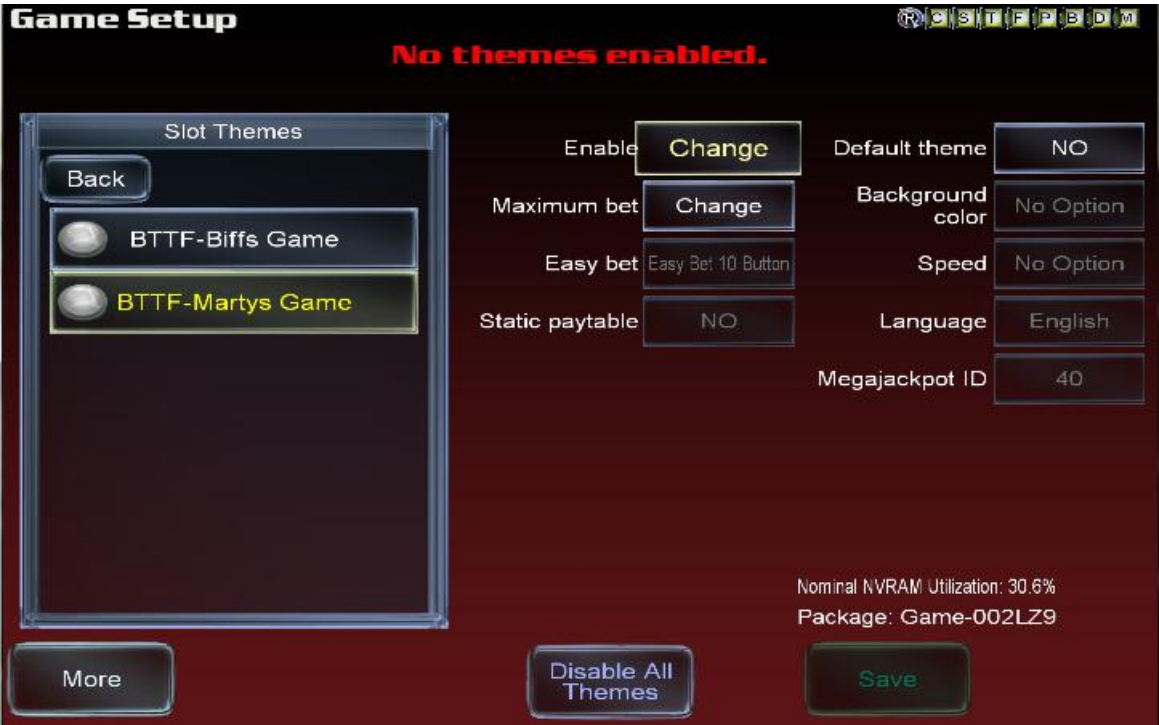 Game Setup
R C S T F P B D M
No themes enabled.
Slot Themes
Back
BTTF-Biffs Game
BTTF-Martys Game
Enable Change
Maximum bet Change
Easy bet Easy Bet 10 Button
Static paytable NO
Default theme NO
Background
color No Option
Speed No Option
Language English
Megajackpot ID 40
Nominal NVRAM Utilization: 30.6%
Package: Game-002LZ9
More
Disable All
Themes
Save